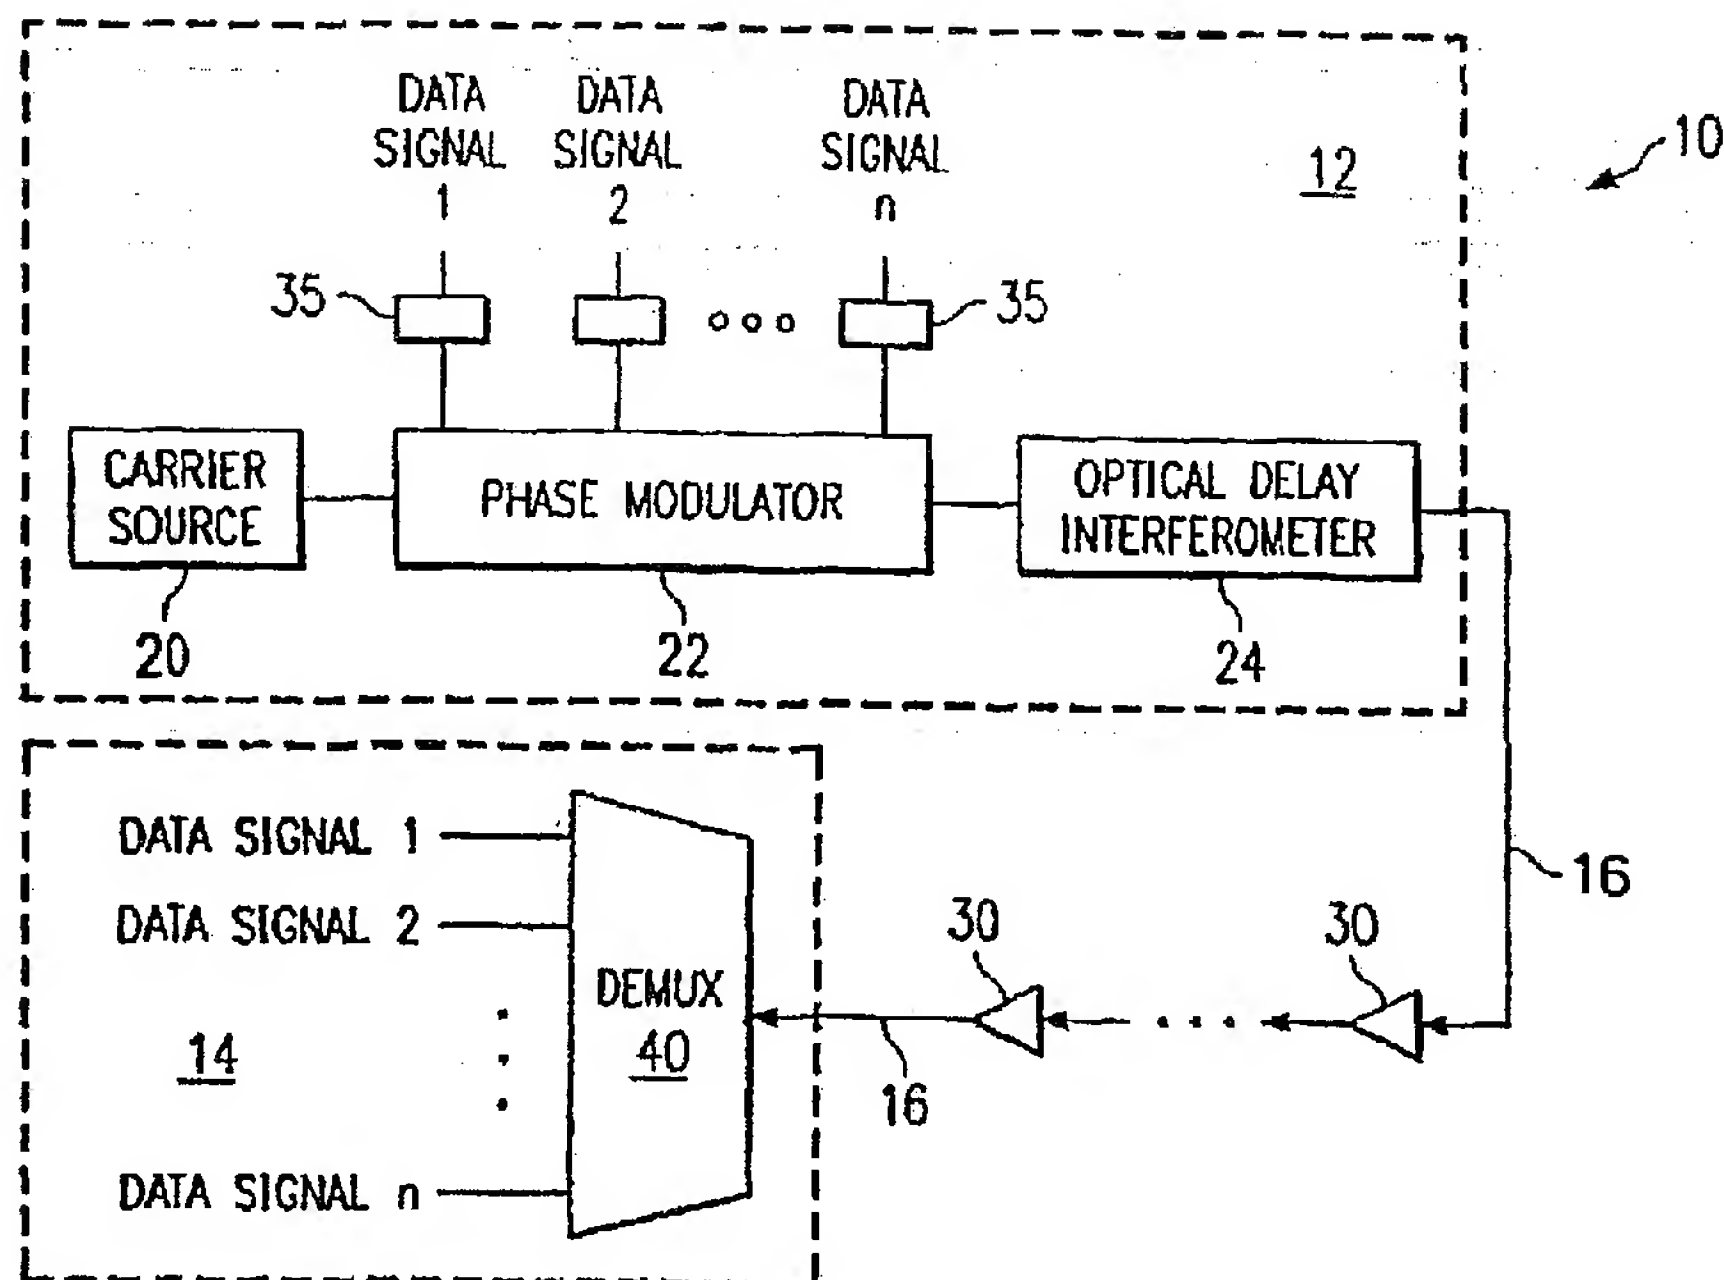 DATA SIGNAL 1
DATA SIGNAL 2
DATA SIGNAL n
10
12
35
35
CARRIER SOURCE
PHASE MODULATOR
OPTICAL DELAY INTERFEROMETER
20
22
24
DATA SIGNAL 1
DATA SIGNAL 2
DEMUX
40
14
DATA SIGNAL n
30
30
16
16